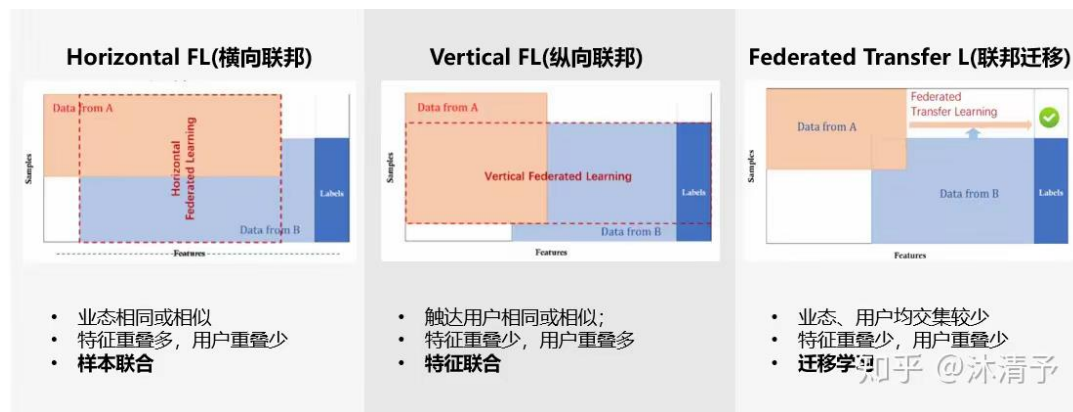 Horizontal FL(横向联邦)
Data from A
Horizontal
Federated Learning
Samples
Labels
Data from B
Features
• 业态相同或相似
• 特征重叠多，用户重叠少
• 样本联合
Vertical FL(纵向联邦)
Data from A
Samples
Vertical Federated Learning
Labels
Data from B
Features
• 触达用户相同或相似；
• 特征重叠少，用户重叠多
• 特征联合
Federated Transfer L(联邦迁移)
Federated
Transfer Learning
Data from A
Samples
Data from B
Labels
Features
• 业态、用户均交集较少
• 特征重叠少，用户重叠少
• 迁移学习
知乎 @沐清予